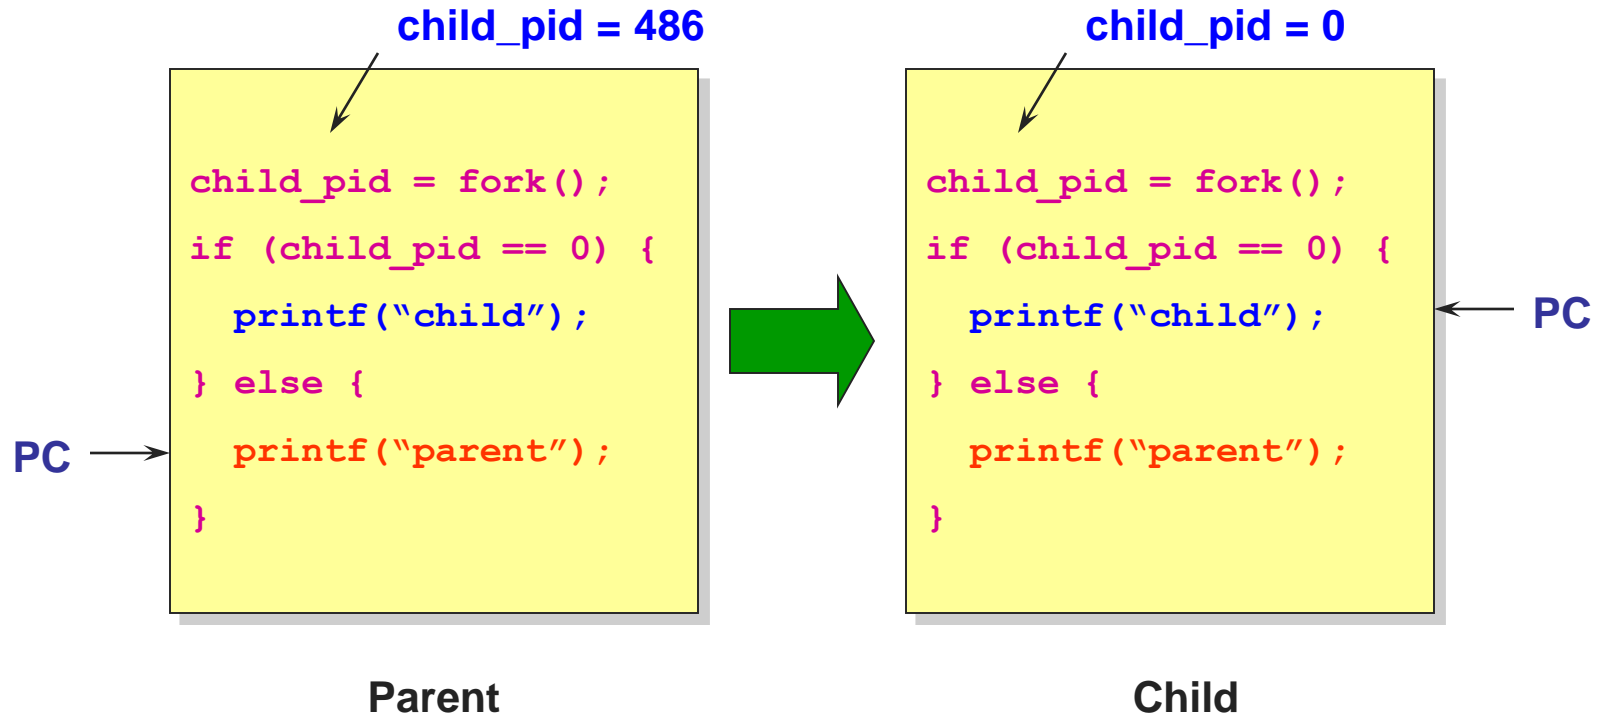 child_pid = 486
child_pid = fork();
if (child_pid == 0) {
printf(“child”);
} else {
PC
printf(“parent”);
}
Parent
child_pid = 0
child_pid = fork();
if (child_pid == 0) {
printf(“child”);
PC
} else {
printf(“parent”);
}
Child